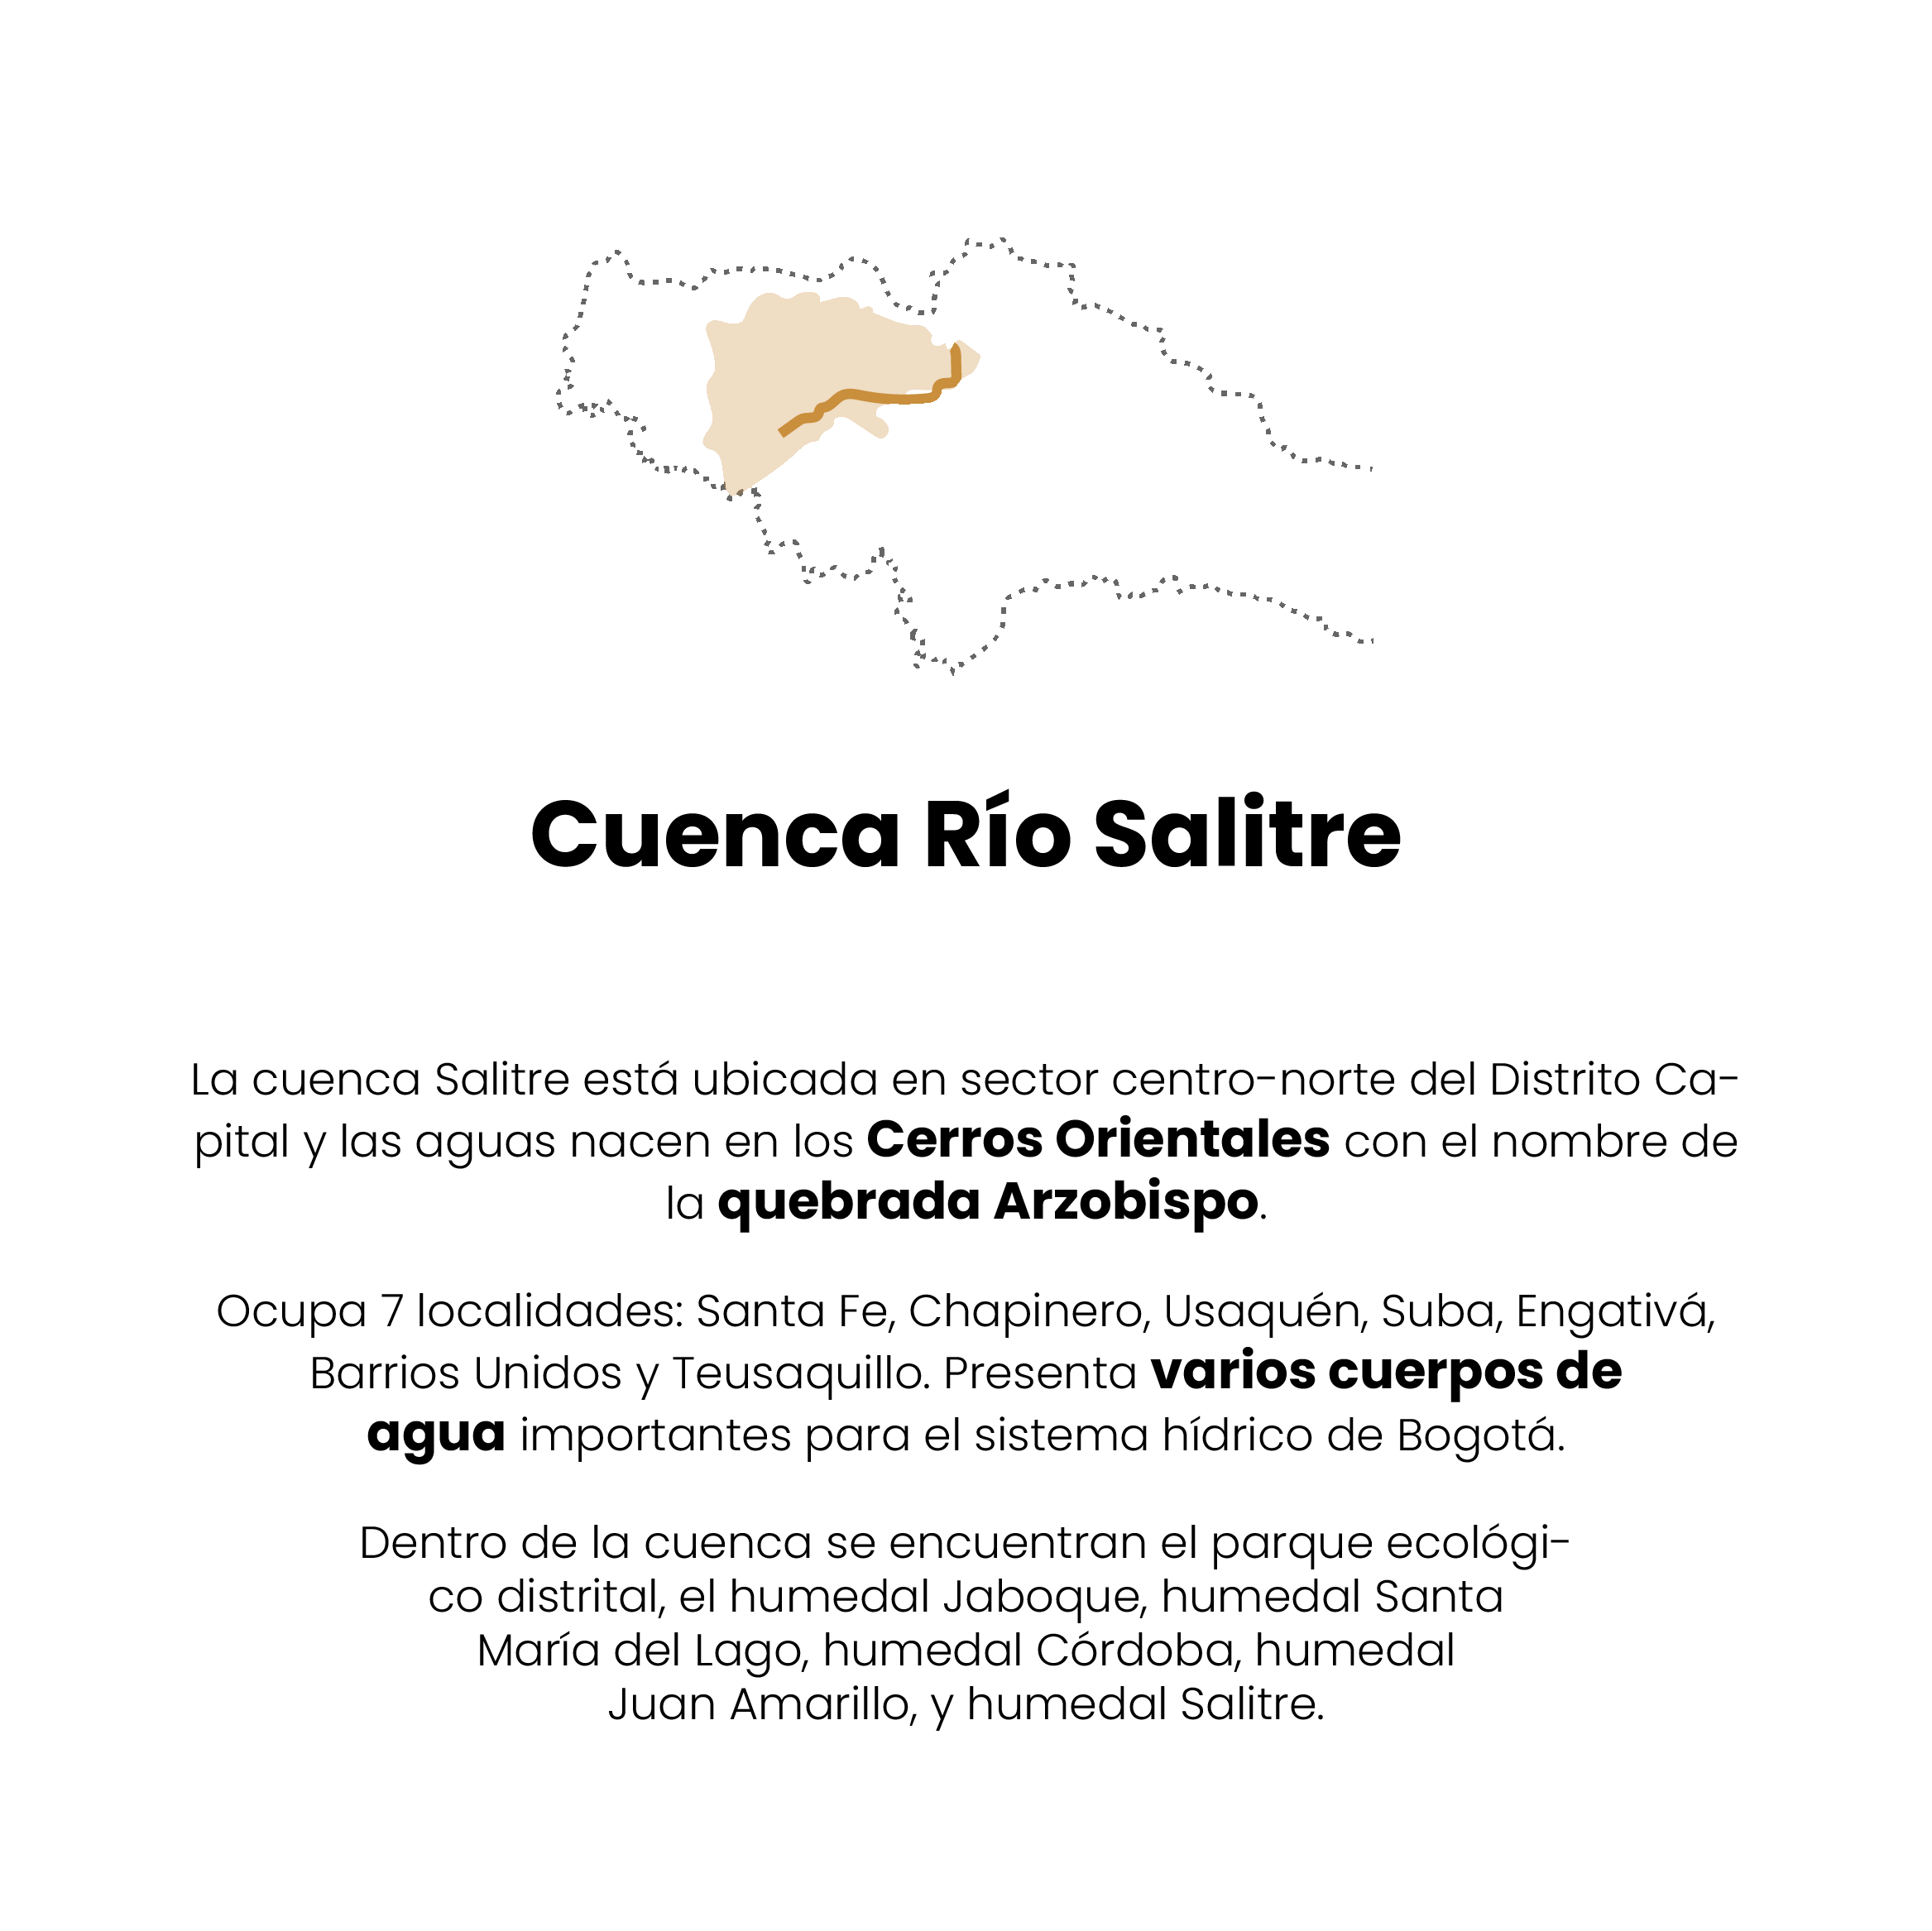 Cuenca Río Salitre
La cuenca Salitre está ubicada en sector centro-norte del Distrito Ca-
pital y las aguas nacen en los Cerros Orientales con el nombre de
la quebrada Arzobispo.
Ocupa 7 localidades: Santa Fe, Chapinero, Usaquén, Suba, Engativá,
Barrios Unidos y Teusaquillo. Presenta varios cuerpos de
agua importantes para el sistema hídrico de Bogotá.
Dentro de la cuenca se encuentran el parque ecológi-
co distrital, el humedal Jaboque, humedal Santa
María del Lago, humedal Córdoba, humedal
Juan Amarillo, y humedal Salitre.